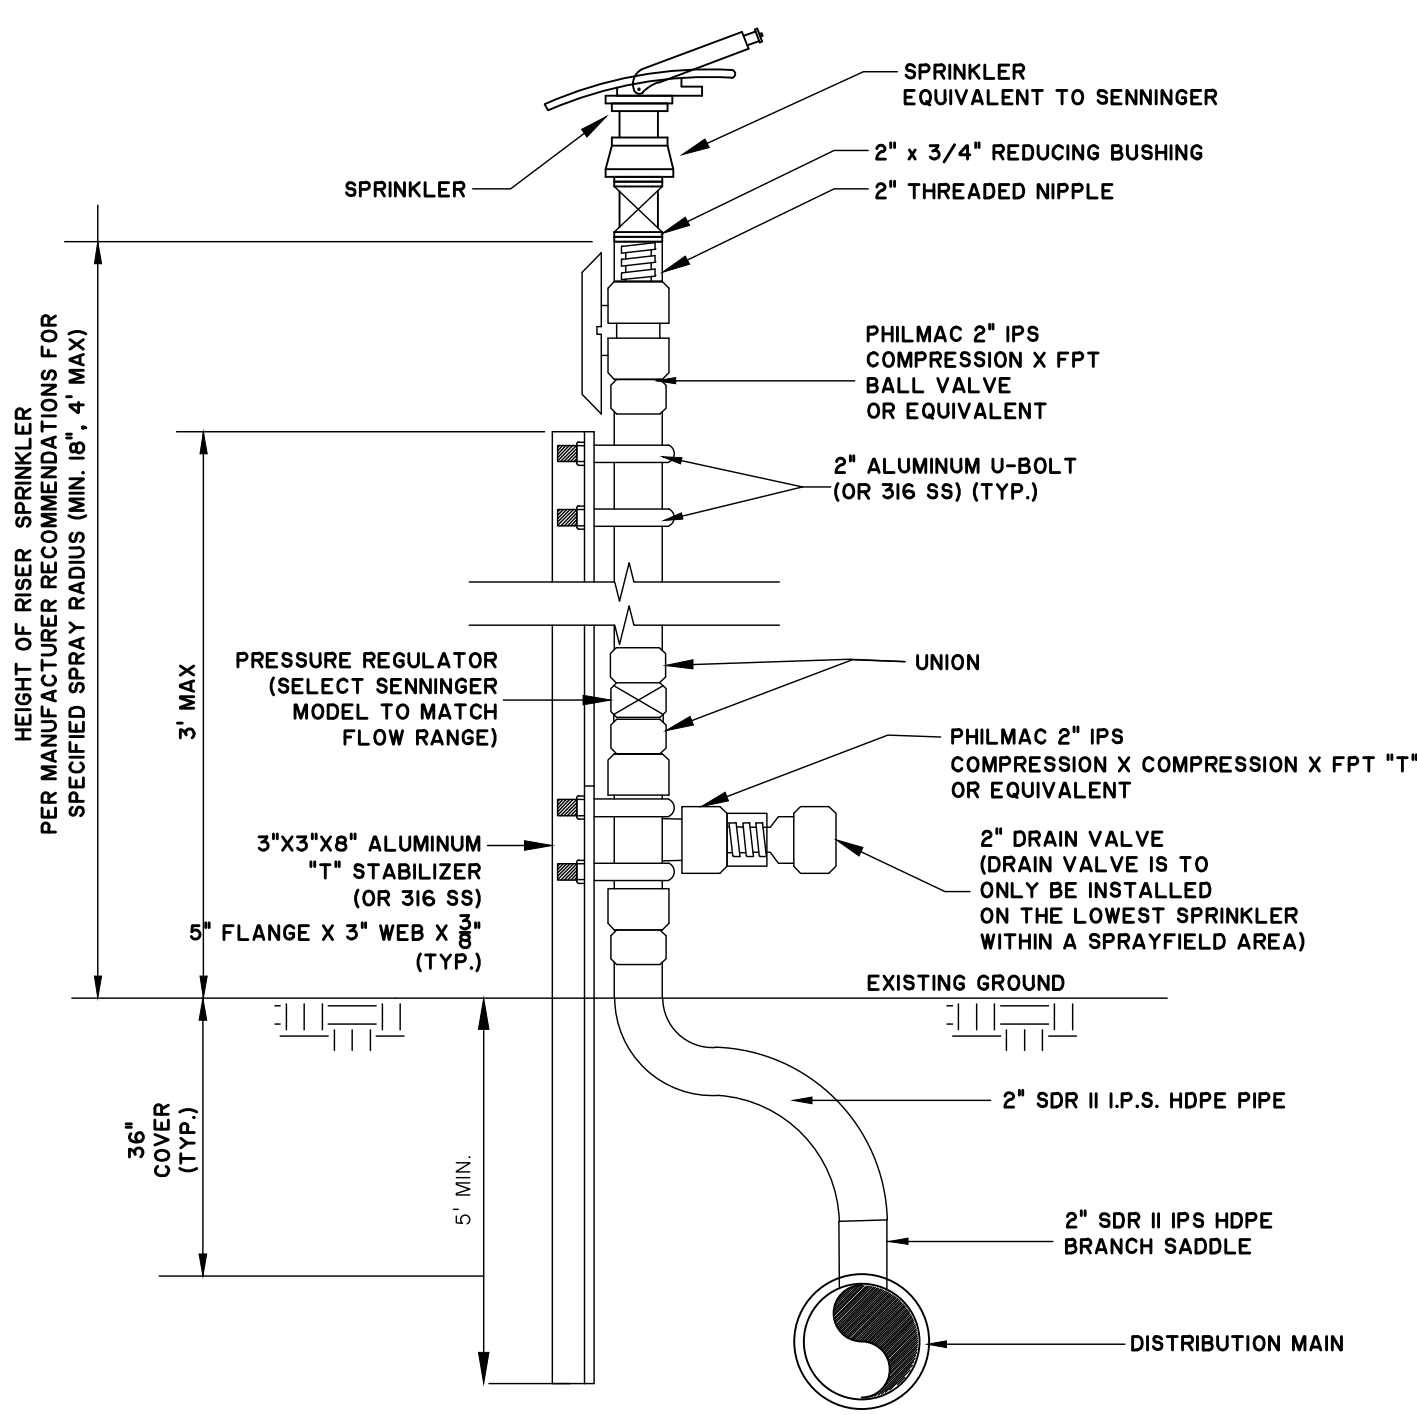 SPRINKLER
EQUIVALENT TO SENNINGER
2" x 3/4" REDUCING BUSHING
SPRINKLER
2" THREADED NIPPLE
PHILMAC 2" IPS
COMPRESSION X FPT
BALL VALVE
OR EQUIVALENT
2" ALUMINUM U-BOLT
(OR 316 SS) (TYP.)
HEIGHT OF RISER SPRINKLER
PER MANUFACTURER RECOMMENDATIONS FOR
SPECIFIED SPRAY RADIUS (MIN. 18", 4' MAX)
3' MAX
PRESSURE REGULATOR
(SELECT SENNINGER
MODEL TO MATCH
FLOW RANGE)
UNION
PHILMAC 2" IPS
COMPRESSION X COMPRESSION X FPT "T"
OR EQUIVALENT
3"X3"X8" ALUMINUM
"T" STABILIZER
(OR 316 SS)
5" FLANGE X 3" WEB X 3/8"
(TYP.)
2" DRAIN VALVE
(DRAIN VALVE IS TO
ONLY BE INSTALLED
ON THE LOWEST SPRINKLER
WITHIN A SPRAYFIELD AREA)
EXISTING GROUND
36"
COVER
(TYP.)
5' MIN.
2" SDR 11 I.P.S. HDPE PIPE
2" SDR 11 IPS HDPE
BRANCH SADDLE
DISTRIBUTION MAIN